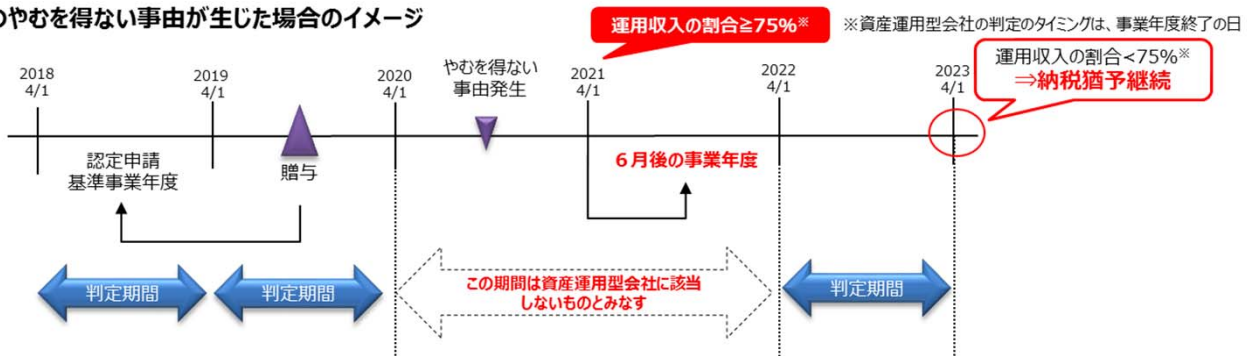 のやむを得ない事由が生じた場合のイメージ
運用収入の割合≧75%※
※資産運用型会社の判定のタイミングは、事業年度終了の日
運用収入の割合<75%※
⇒納税猶予継続
2018
4/1
2019
4/1
2020
4/1
やむを得ない
事由発生
2021
4/1
2022
4/1
2023
4/1
認定申請
基準事業年度
贈与
6月後の事業年度
判定期間
判定期間
この期間は資産運用型会社に該当
しないものとみなす
判定期間